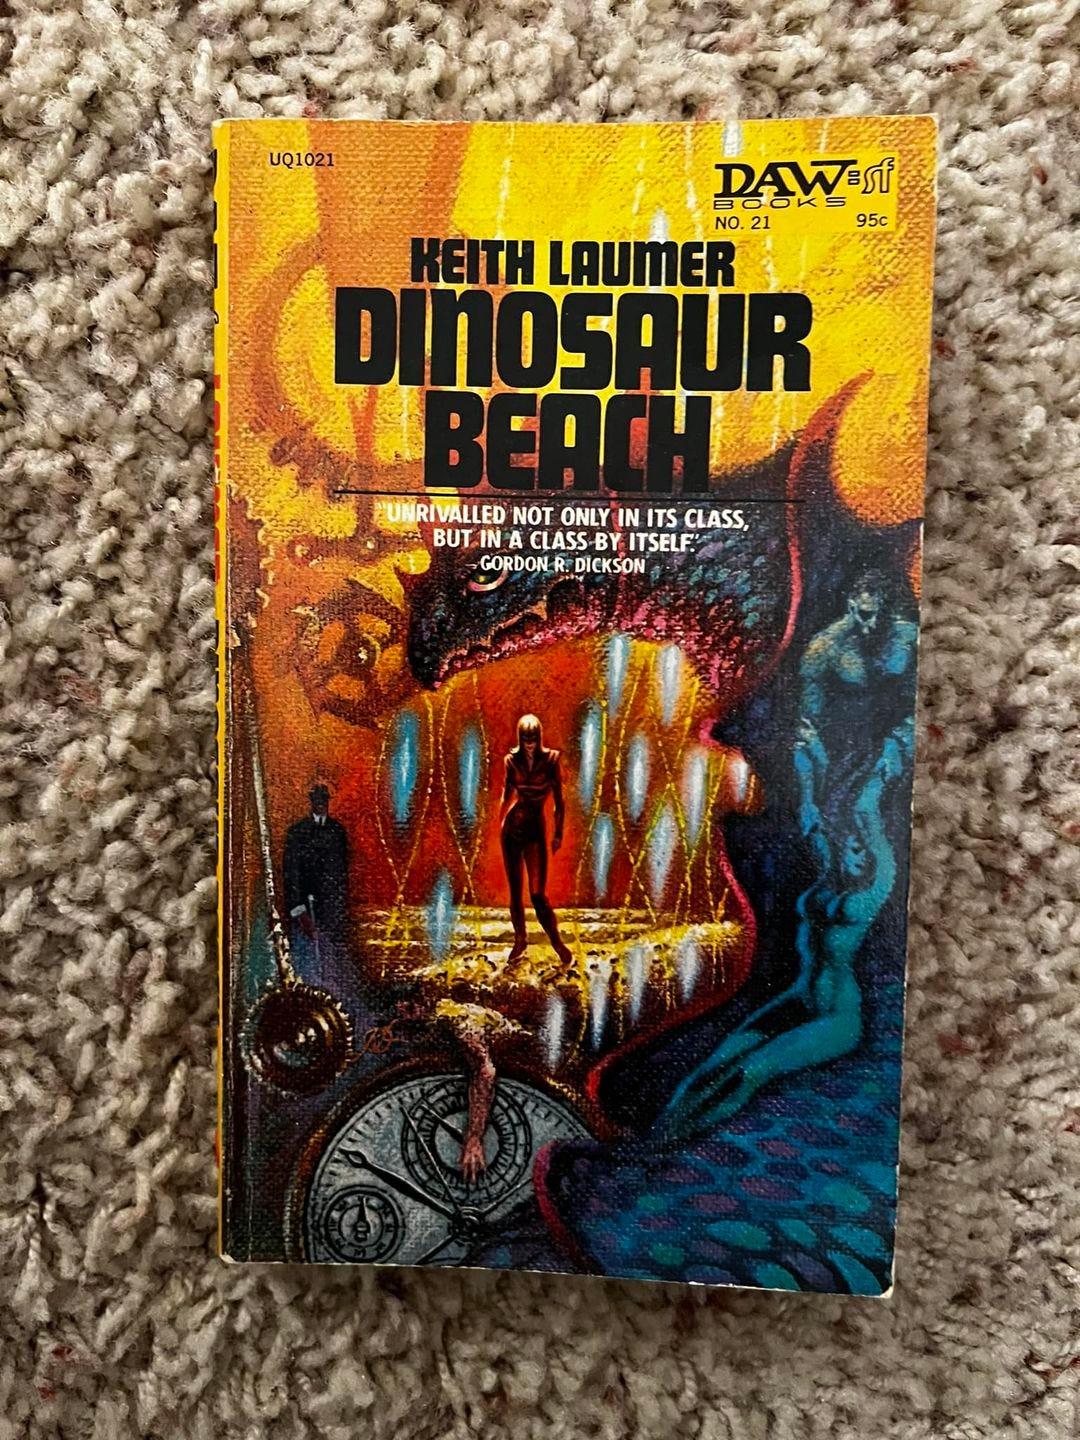 UQ1021
DAW sf
BOOKS
NO. 21 95c
KEITH LAUMER
DINOSAUR
BEACH
"UNRIVALLED NOT ONLY IN ITS CLASS,
BUT IN A CLASS BY ITSELF."
GORDON R. DICKSON